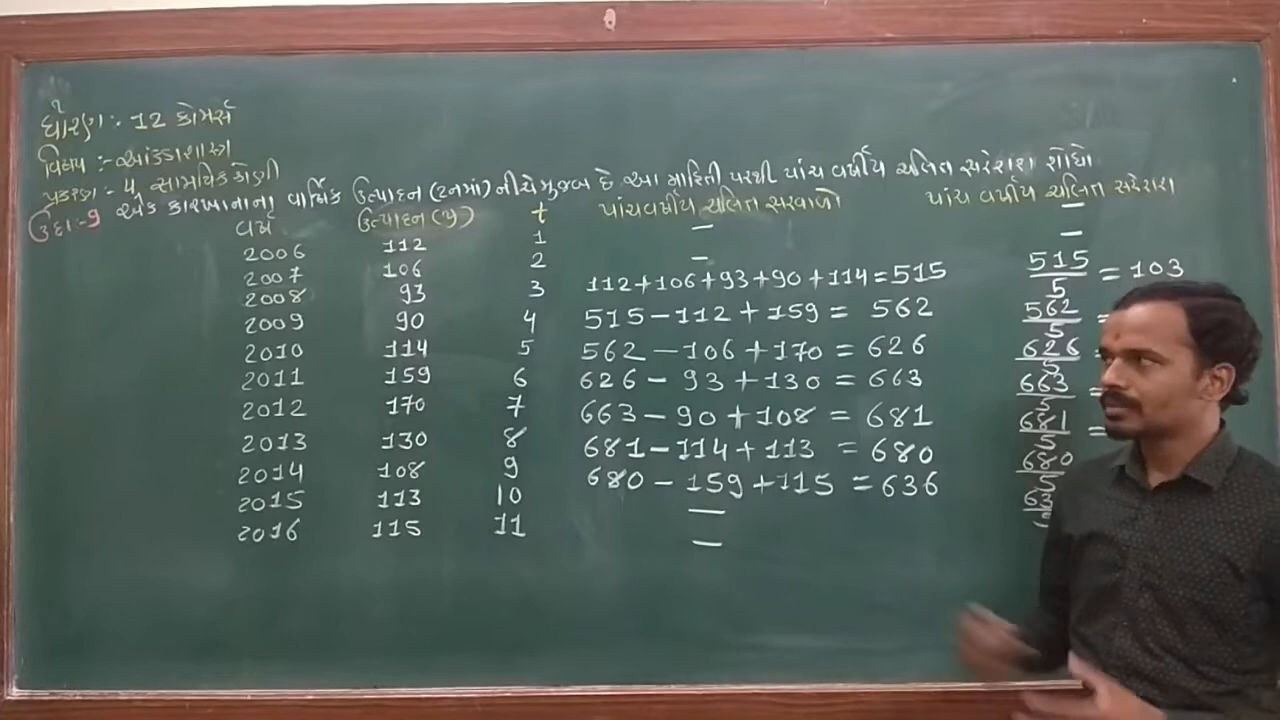 ધોરણ :- 12 કોમર્સ
વિષય :- આંકડાશાસ્ત્ર
પ્રકરણ :- 4, સામયિક શ્રેણી
ઉદા :- 9 એક કારખાનાના વાર્ષિક ઉત્પાદન (ટનમાં) નીચે મુજબ છે આ માહિતી પરથી પાંચ વર્ષીય ચલિત સરેરાશ શોધો
વર્ષ ઉત્પાદન (y) t પાંચવર્ષીય ચલિત સરવાળો પાંચ વર્ષીય ચલિત સરેરાશ
2006 112 1 — —
2007 106 2 — —
2008 93 3 112+106+93+90+114=515 515/5 = 103
2009 90 4 515-112+159= 562 562/5 =
2010 114 5 562-106+170=626 626/5 =
2011 159 6 626-93+130=663 663/5
2012 170 7 663-90+108=681 681/5 =
2013 130 8 681-114+113 =680 680/5
2014 108 9 680-159+115 =636
2015 113 10 —
2016 115 11 —